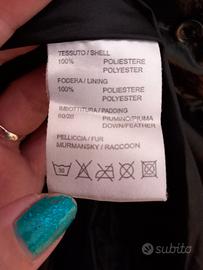 TESSUTO / SHELL
100% POLIESTERE
POLYESTER
FODERA / LINING
100% POLIESTERE
POLYESTER
IMBOTTITURA / PADDING
80/20 PIUMINO/PIUMA
DOWN/FEATHER
PELLICCIA / FUR
MURMANSKY / RACCOON
30
subito